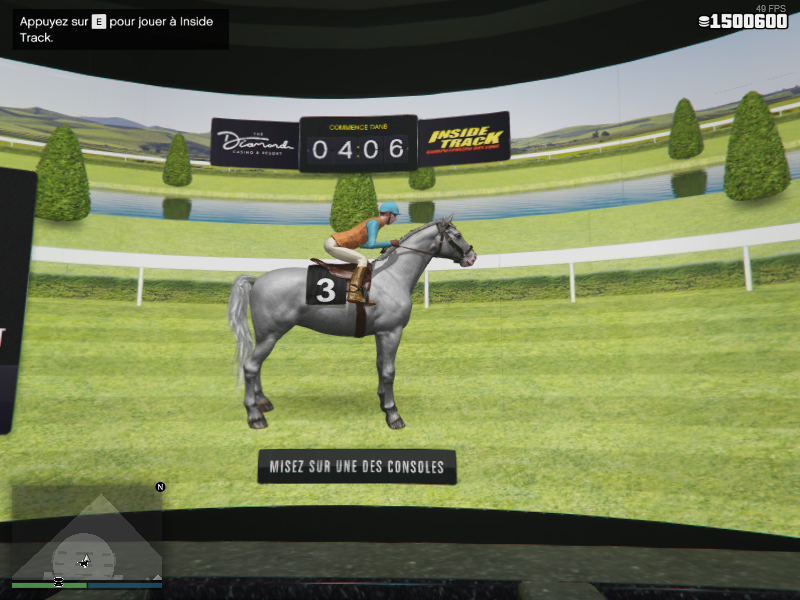 Appuyez sur E pour jouer à Inside
Track.
49 FPS
1500600
THE
Diamond
CASINO & RESORT
COMMENCE DANS
04:06
INSIDE
TRACK
3
MISEZ SUR UNE DES CONSOLES
N